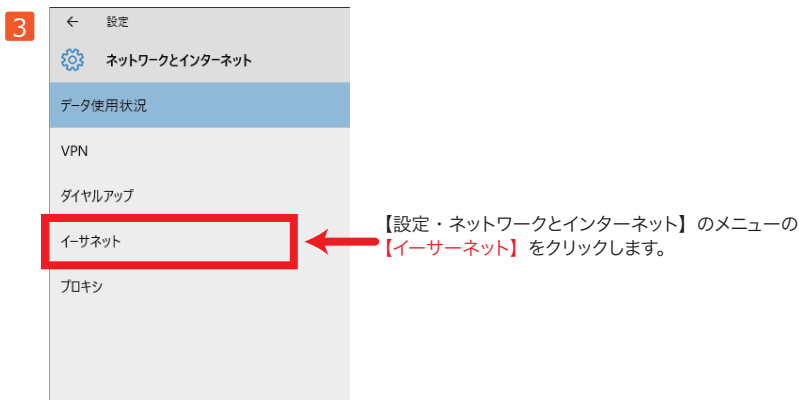 3
← 設定
ネットワークとインターネット
データ使用状況
VPN
ダイヤルアップ
イーサネット
プロキシ
【設定・ネットワークとインターネット】のメニューの
【イーサーネット】をクリックします。